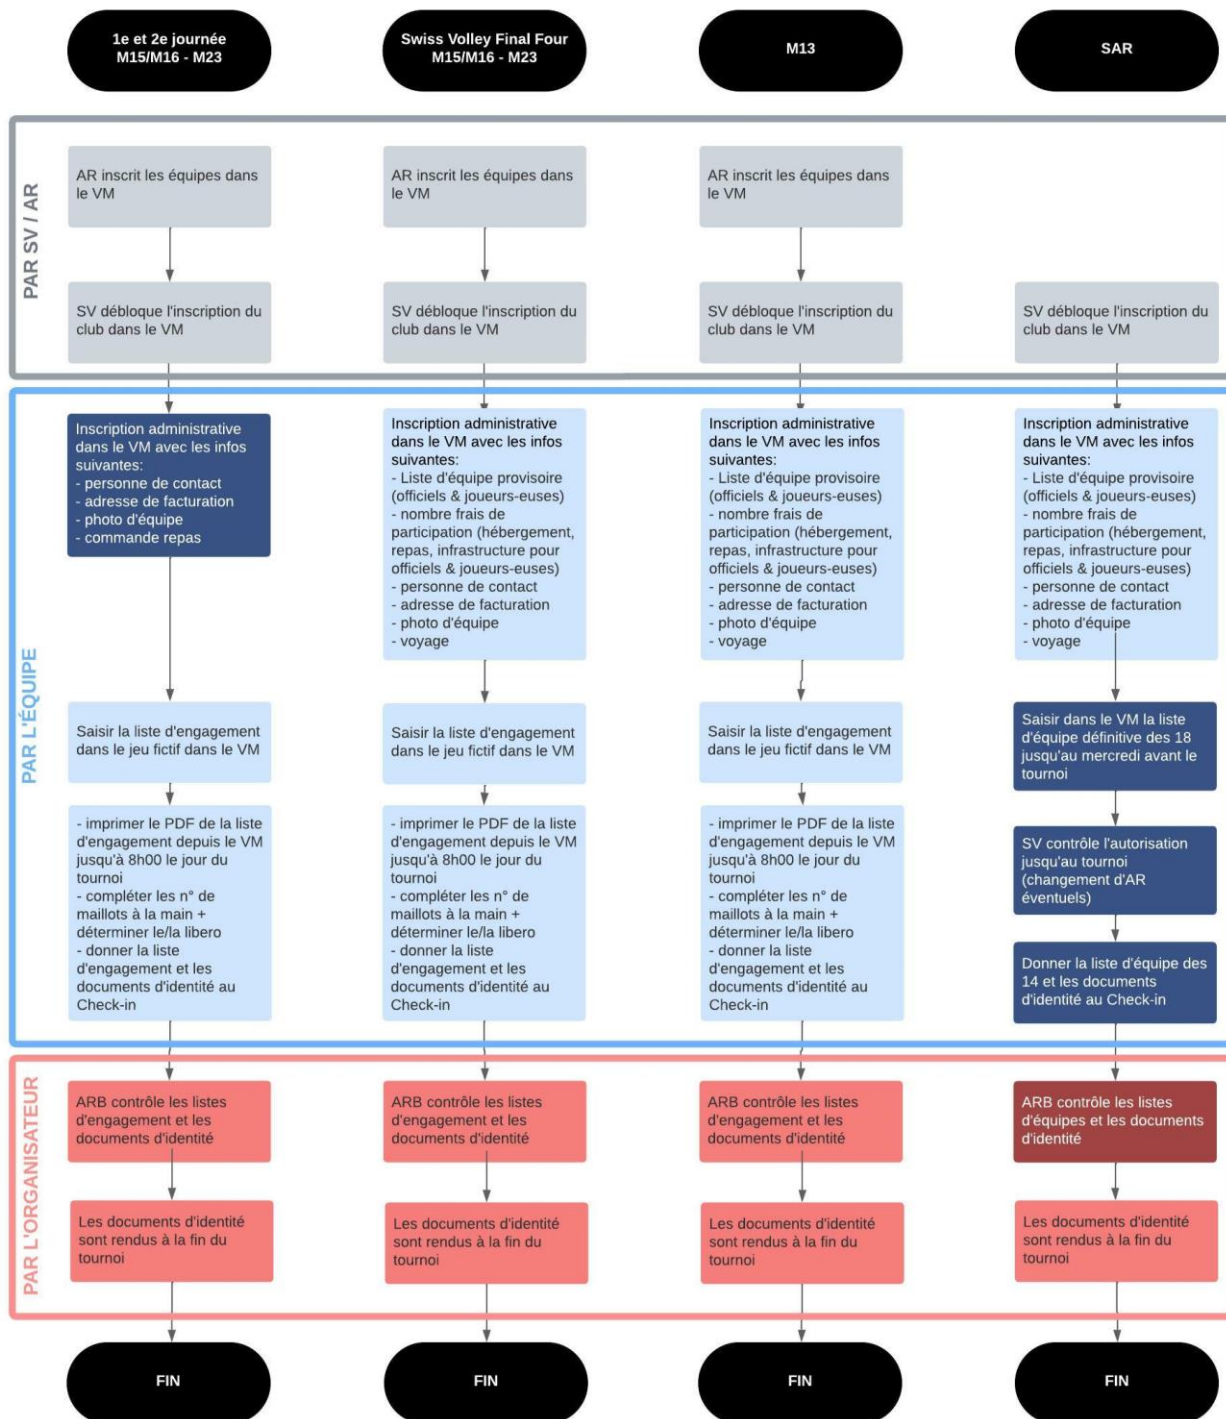 1e et 2e journée
M15/M16 - M23
Swiss Volley Final Four
M15/M16 - M23
M13
SAR
PAR SV / AR
AR inscrit les équipes dans
le VM
AR inscrit les équipes dans
le VM
AR inscrit les équipes dans
le VM
SV débloque l'inscription du
club dans le VM
SV débloque l'inscription du
club dans le VM
SV débloque l'inscription du
club dans le VM
SV débloque l'inscription du
club dans le VM
PAR L'ÉQUIPE
Inscription administrative
dans le VM avec les infos
suivantes:
- personne de contact
- adresse de facturation
- photo d'équipe
- commande repas
Inscription administrative
dans le VM avec les infos
suivantes:
- Liste d'équipe provisoire
(officiels & joueurs-euses)
- nombre frais de
participation (hébergement,
repas, infrastructure pour
officiels & joueurs-euses)
- personne de contact
- adresse de facturation
- photo d'équipe
- voyage
Inscription administrative
dans le VM avec les infos
suivantes:
- Liste d'équipe provisoire
(officiels & joueurs-euses)
- nombre frais de
participation (hébergement,
repas, infrastructure pour
officiels & joueurs-euses)
- personne de contact
- adresse de facturation
- photo d'équipe
- voyage
Inscription administrative
dans le VM avec les infos
suivantes:
- Liste d'équipe provisoire
(officiels & joueurs-euses)
- nombre frais de
participation (hébergement,
repas, infrastructure pour
officiels & joueurs-euses)
- personne de contact
- adresse de facturation
- photo d'équipe
- voyage
Saisir la liste d'engagement
dans le jeu fictif dans le VM
Saisir la liste d'engagement
dans le jeu fictif dans le VM
Saisir la liste d'engagement
dans le jeu fictif dans le VM
Saisir dans le VM la liste
d'équipe définitive des 18
jusqu'au mercredi avant le
tournoi
- imprimer le PDF de la liste
d'engagement depuis le VM
jusqu'à 8h00 le jour du
tournoi
- compléter les n° de
maillots à la main +
déterminer le/la libero
- donner la liste
d'engagement et les
documents d'identité au
Check-in
- imprimer le PDF de la liste
d'engagement depuis le VM
jusqu'à 8h00 le jour du
tournoi
- compléter les n° de
maillots à la main +
déterminer le/la libero
- donner la liste
d'engagement et les
documents d'identité au
Check-in
- imprimer le PDF de la liste
d'engagement depuis le VM
jusqu'à 8h00 le jour du
tournoi
- compléter les n° de
maillots à la main +
déterminer le/la libero
- donner la liste
d'engagement et les
documents d'identité au
Check-in
SV contrôle l'autorisation
jusqu'au tournoi
(changement d'AR
éventuels)
Donner la liste d'équipe des
14 et les documents
d'identité au Check-in
PAR L'ORGANISATEUR
ARB contrôle les listes
d'engagement et les
documents d'identité
ARB contrôle les listes
d'engagement et les
documents d'identité
ARB contrôle les listes
d'engagement et les
documents d'identité
ARB contrôle les listes
d'équipes et les documents
d'identité
Les documents d'identité
sont rendus à la fin du
tournoi
Les documents d'identité
sont rendus à la fin du
tournoi
Les documents d'identité
sont rendus à la fin du
tournoi
Les documents d'identité
sont rendus à la fin du
tournoi
FIN
FIN
FIN
FIN